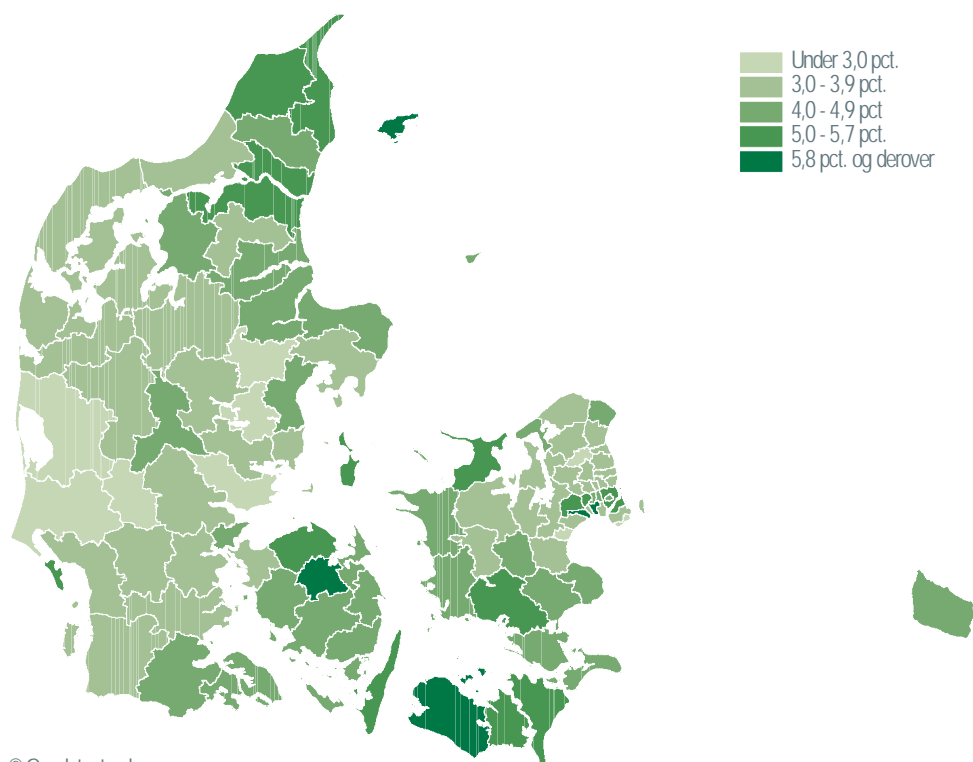 Under 3,0 pct.
3,0 - 3,9 pct.
4,0 - 4,9 pct
5,0 - 5,7 pct.
5,8 pct. og derover
©